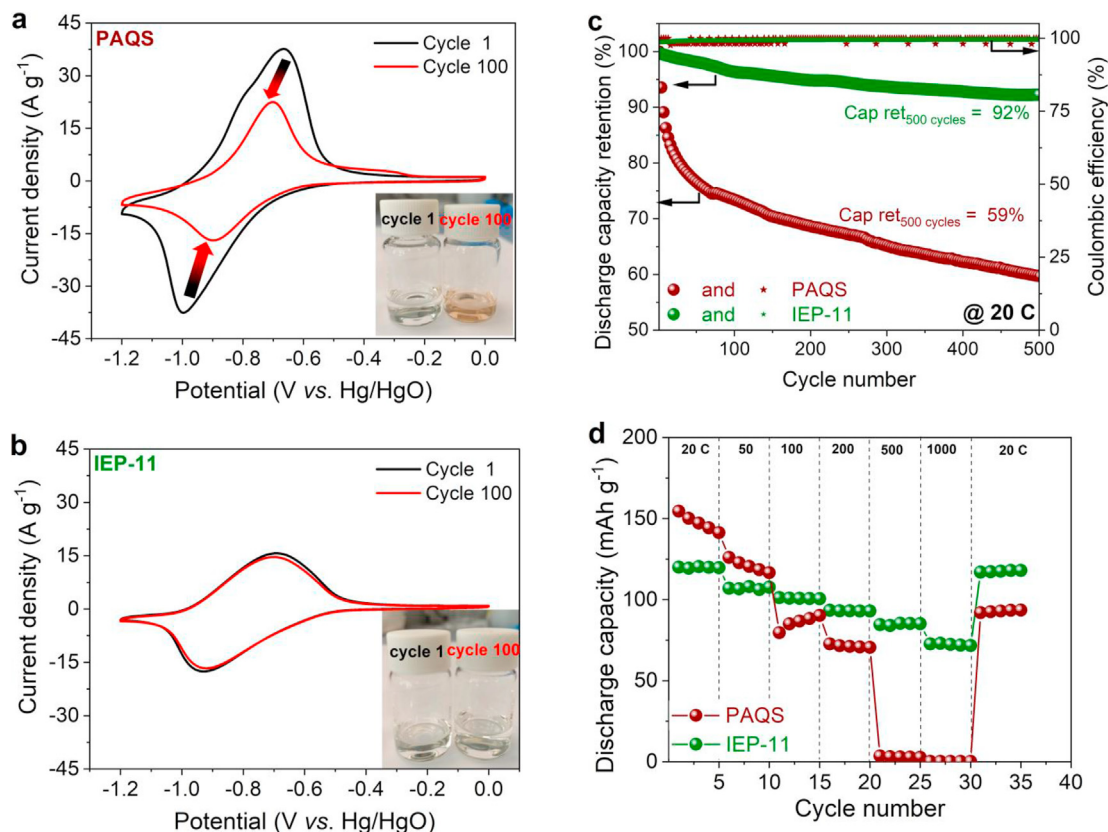 a
PAQS
Cycle 1
Cycle 100
45
30
15
0
-15
-30
-45
Current density (A g⁻¹)
cycle 1 cycle 100
-1.2 -1.0 -0.8 -0.6 -0.4 -0.2 0.0
Potential (V vs. Hg/HgO)
b
IEP-11
Cycle 1
Cycle 100
45
30
15
0
-15
-30
-45
Current density (A g⁻¹)
cycle 1 cycle 100
-1.2 -1.0 -0.8 -0.6 -0.4 -0.2 0.0
Potential (V vs. Hg/HgO)
c
100
90
80
70
60
50
Discharge capacity retention (%)
100
75
50
25
0
Coulombic efficiency (%)
Cap ret500 cycles = 92%
Cap ret500 cycles = 59%
and PAQS
and IEP-11
@ 20 C
100 200 300 400 500
Cycle number
d
200
150
100
50
0
Discharge capacity (mAh g⁻¹)
20 C 50 100 200 500 1000 20 C
PAQS
IEP-11
5 10 15 20 25 30 35 40
Cycle number